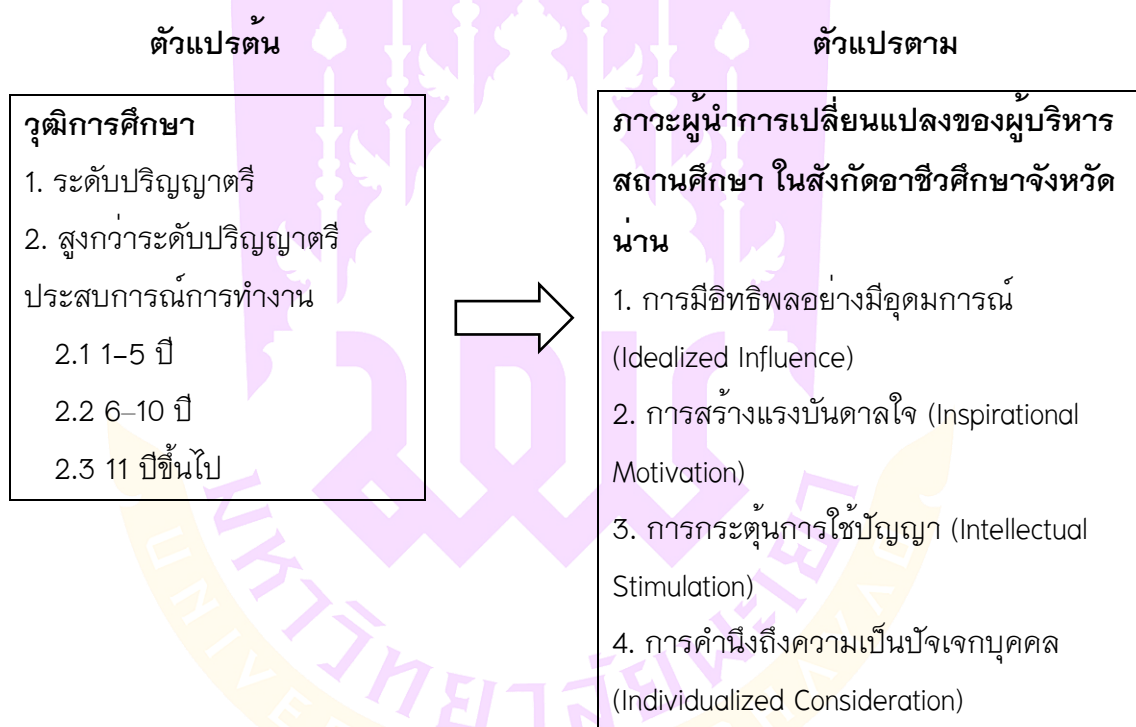 ตัวแปรต้น
ตัวแปรตาม
วุฒิการศึกษา
1. ระดับปริญญาตรี
2. สูงกว่าระดับปริญญาตรี
ประสบการณ์การทำงาน
2.1 1–5 ปี
2.2 6–10 ปี
2.3 11 ปีขึ้นไป
ภาวะผู้นำการเปลี่ยนแปลงของผู้บริหาร
สถานศึกษา ในสังกัดอาชีวศึกษาจังหวัด
น่าน
1. การมีอิทธิพลอย่างมีอุดมการณ์
(Idealized Influence)
2. การสร้างแรงบันดาลใจ (Inspirational
Motivation)
3. การกระตุ้นการใช้ปัญญา (Intellectual
Stimulation)
4. การคำนึงถึงความเป็นปัจเจกบุคคล
(Individualized Consideration)